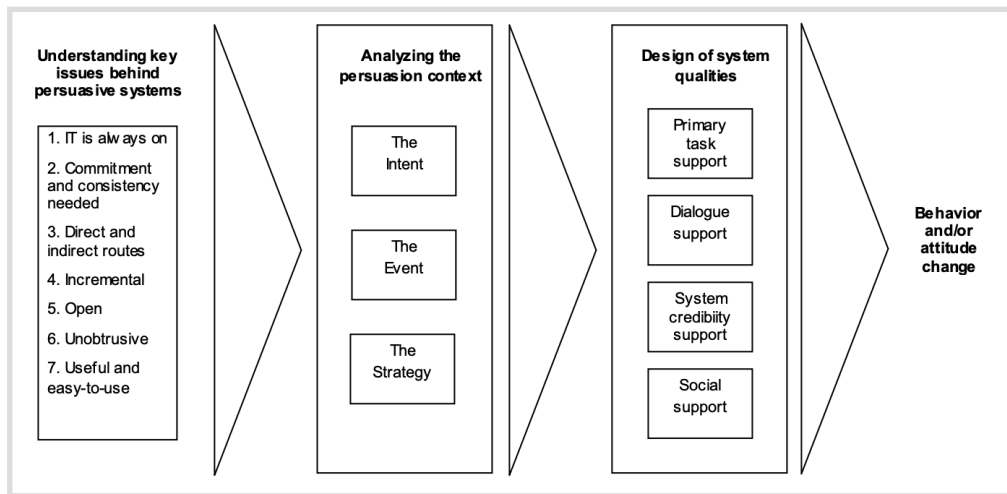 Understanding key
issues behind
persuasive systems
1. IT is always on
2. Commitment
and consistency
needed
3. Direct and
indirect routes
4. Incremental
5. Open
6. Unobtrusive
7. Useful and
easy-to-use
Analyzing the
persuasion context
The
Intent
The
Event
The
Strategy
Design of system
qualities
Primary
task
support
Dialogue
support
System
credibiity
support
Social
support
Behavior
and/or
attitude
change